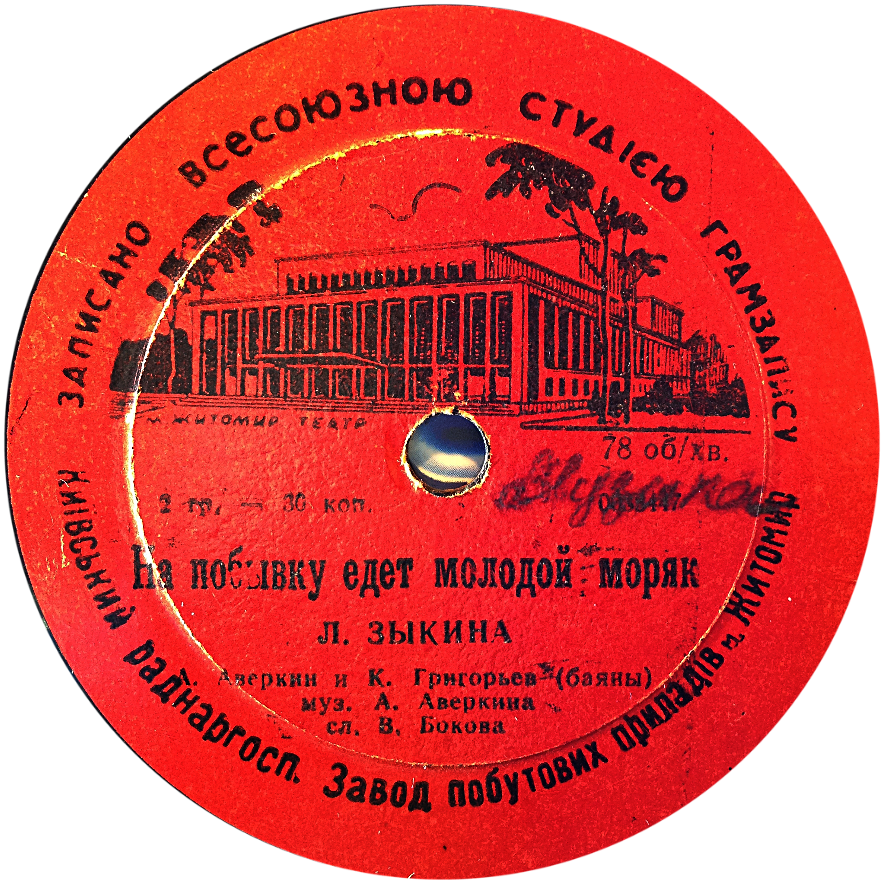 ЗАПИСАНО ВСЕСОЮЗНОЮ СТУДІЄЮ ГРАМЗАПИСУ
м. ЖИТОМИР ТЕАТР
78 об/хв.
2 гр. — 30 коп.
На побывку едет молодой моряк
Л. ЗЫКИНА
Аверкин и К. Григорьев (баяны)
муз. А. Аверкина
сл. В. Бокова
Київський раднаргосп. Завод побутових приладів м. Житомир